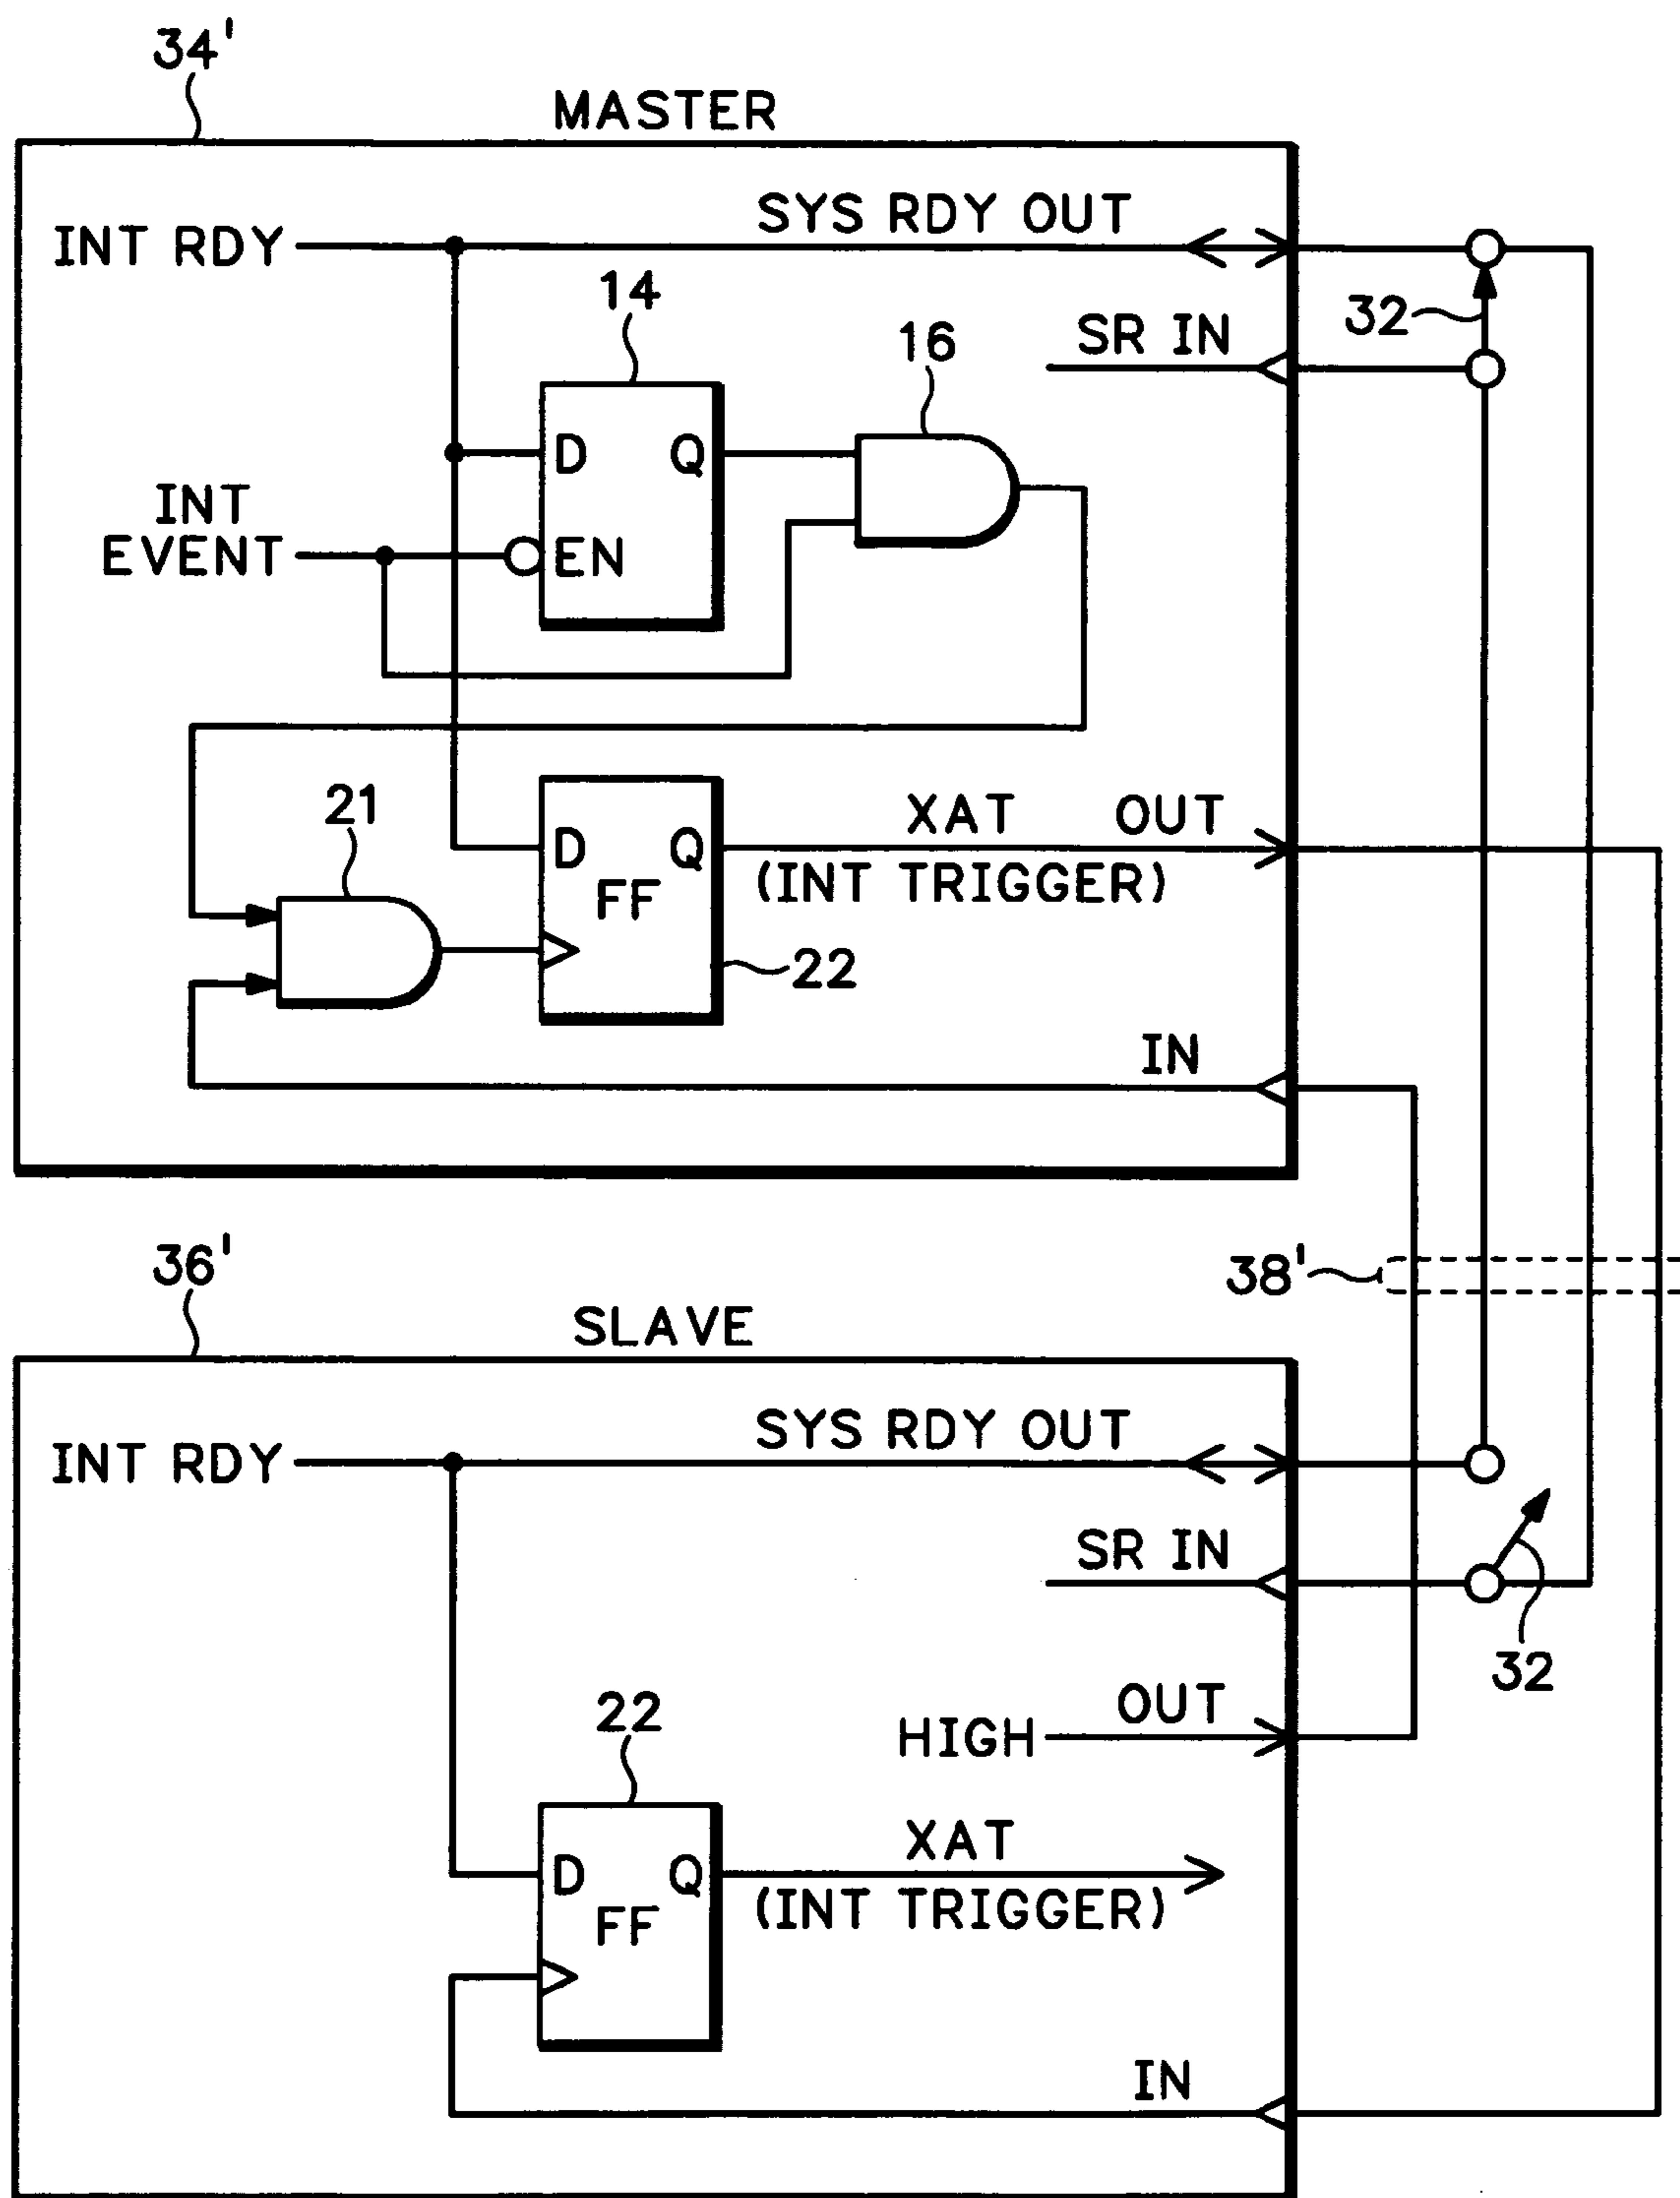 34'
MASTER
INT RDY
SYS RDY OUT
32
SR IN
14
16
D Q
INT
EVENT
EN
21
XAT OUT
D Q
FF
(INT TRIGGER)
22
IN
36'
38'
SLAVE
INT RDY
SYS RDY OUT
SR IN
32
22
HIGH
OUT
XAT
D Q
FF
(INT TRIGGER)
IN